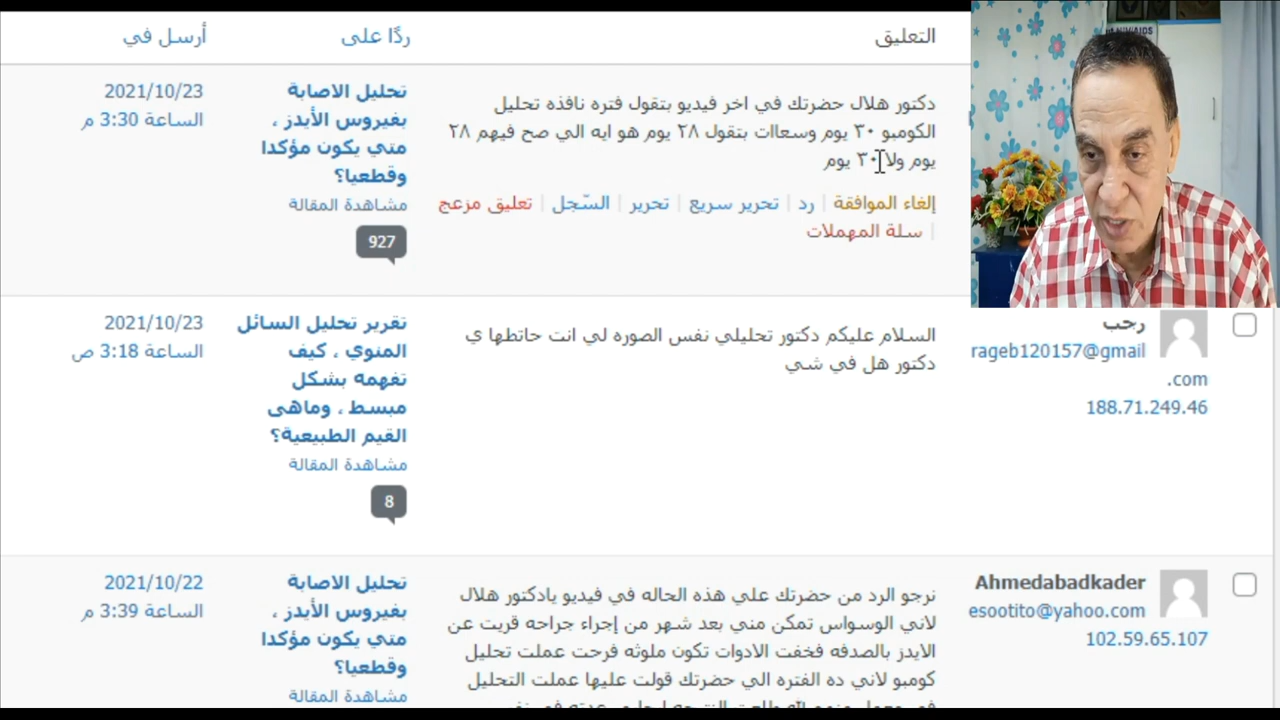 التعليق
ردًا على
أرسل في
دكتور هلال حضرتك في اخر فيديو بتقول فتره نافذه تحليل
الكومبو ٣٠ يوم وسعاات بتقول ٢٨ يوم هو ايه الي صح فيهم ٢٨
يوم ولا ٣٠ يوم
إلغاء الموافقة | رد | تحرير سريع | تحرير | السّجل | تعليق مزعج
| سلة المهملات
تحليل الاصابة
بفيروس الأيدز ،
متي يكون مؤكدا
وقطعيا؟
مشاهدة المقالة
927
2021/10/23
الساعة 3:30 م
رجب
rageb120157@gmail
.com
188.71.249.46
السلام عليكم دكتور تحليلي نفس الصوره لي انت حاتطها ي
دكتور هل في شي
تقرير تحليل السائل
المنوي ، كيف
تفهمه بشكل
مبسط ، وماهى
القيم الطبيعية؟
مشاهدة المقالة
8
2021/10/23
الساعة 3:18 ص
Ahmedabadkader
esootito@yahoo.com
102.59.65.107
نرجو الرد من حضرتك علي هذه الحاله في فيديو يادكتور هلال
لاني الوسواس تمكن مني بعد شهر من إجراء جراحه قريت عن
الايدز بالصدفه فخفت الادوات تكون ملوثه فرحت عملت تحليل
كومبو لاني ده الفتره الي حضرتك قولت عليها عملت التحليل
تحليل الاصابة
بفيروس الأيدز ،
متي يكون مؤكدا
وقطعيا؟
مشاهدة المقالة
2021/10/22
الساعة 3:39 م